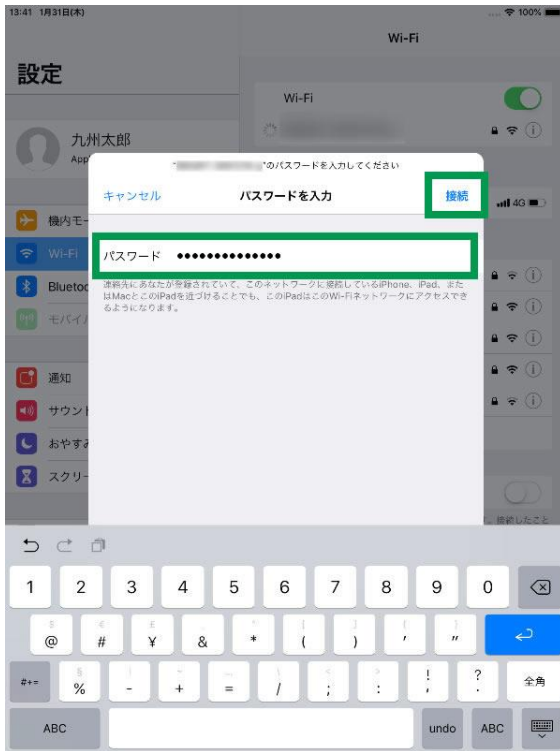 13:41 1月31日(木)
100%
設定
Wi-Fi
Wi-Fi
九州太郎
App
"のパスワードを入力してください
キャンセル
パスワードを入力
接続
4G
機内モー
Wi-Fi
パスワード ●●●●●●●●●●●●●●
連絡先にあなたが登録されていて、このネットワークに接続しているiPhone、iPad、また
はMacとこのiPadを近づけることでも、このiPadはこのWi-Fiネットワークにアクセスでき
るようになります。
Bluetoo
モバイル
通知
サウンド
おやすみ
スクリー
。接続したこと
1 2 3 4 5 6 7 8 9 0
@ # ¥ & * ( ) ' "
#+= % - + = / ; : ! , ? . 全角
ABC undo ABC